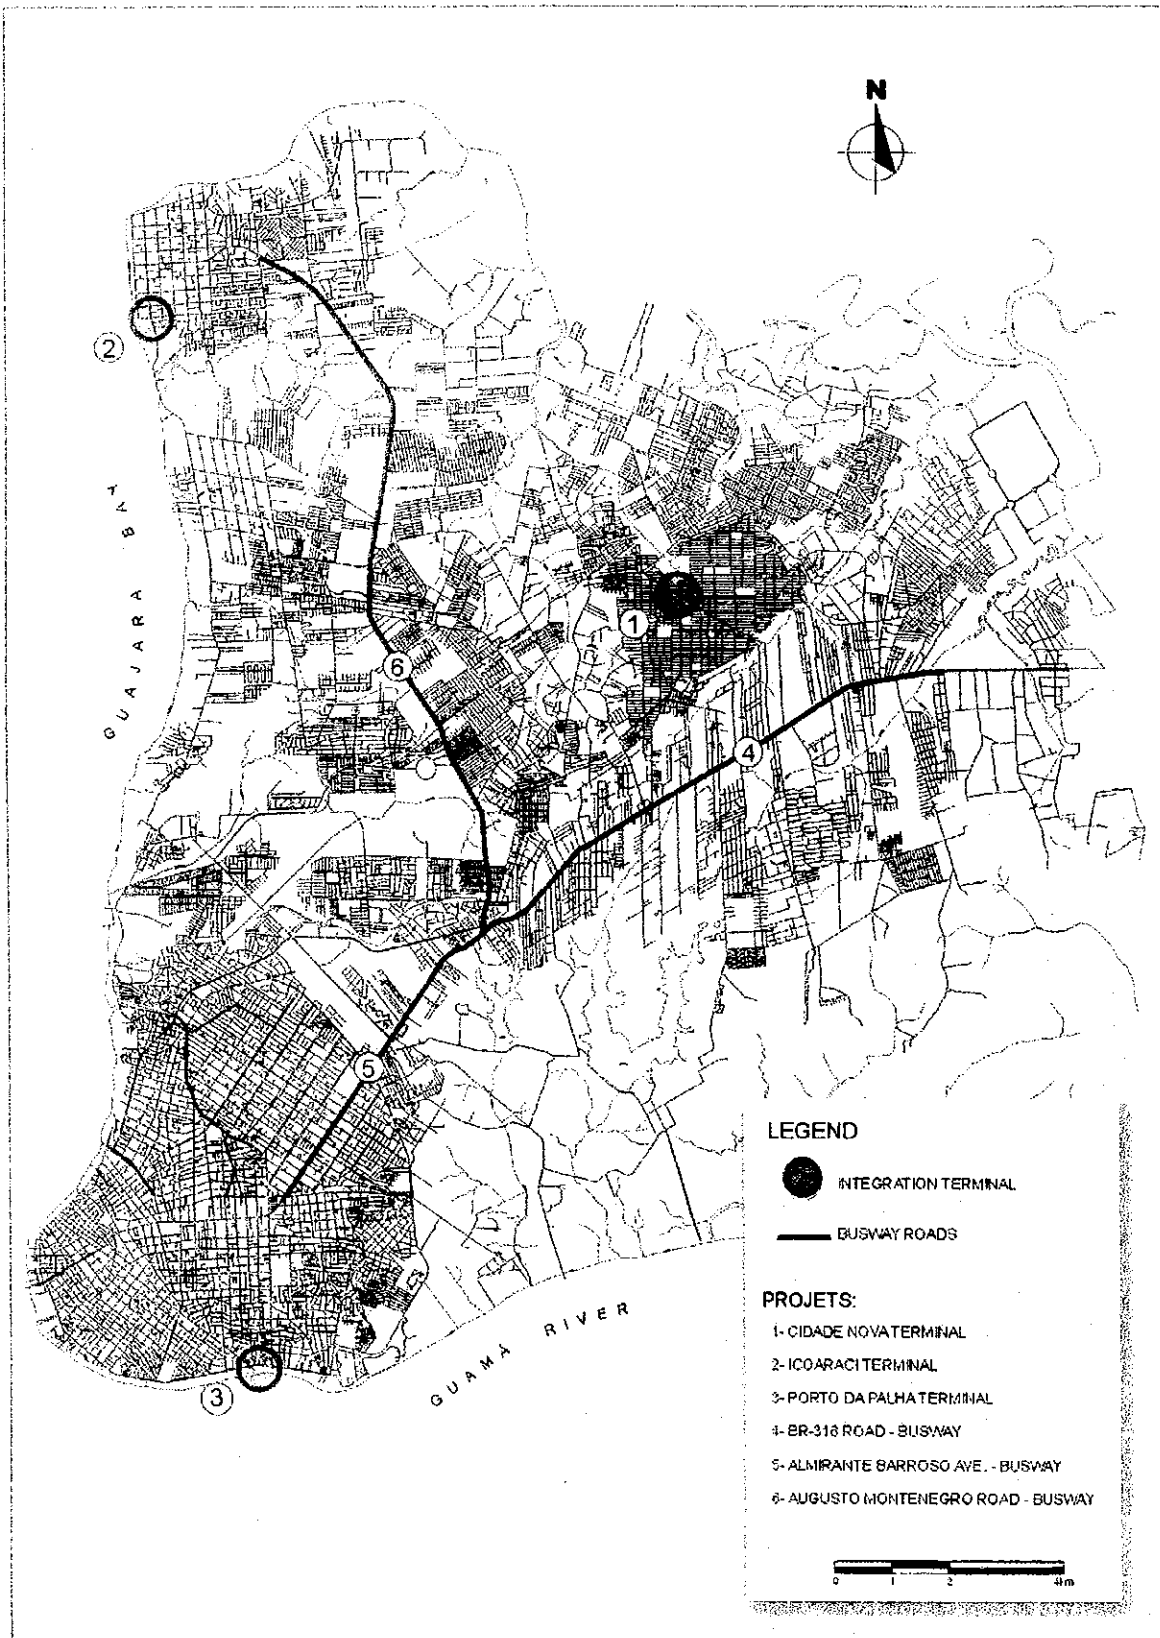 N
2
1
GUAJARA BAY
6
4
5
LEGEND
INTEGRATION TERMINAL
BUSWAY ROADS
GUAMÁ RIVER
3
PROJETS:
1- CIDADE NOVA TERMINAL
2- ICOARACI TERMINAL
3- PORTO DA PALHA TERMINAL
4- BR-316 ROAD - BUSWAY
5- ALMIRANTE BARROSO AVE. - BUSWAY
6- AUGUSTO MONTENEGRO ROAD - BUSWAY
0 1 2 4km